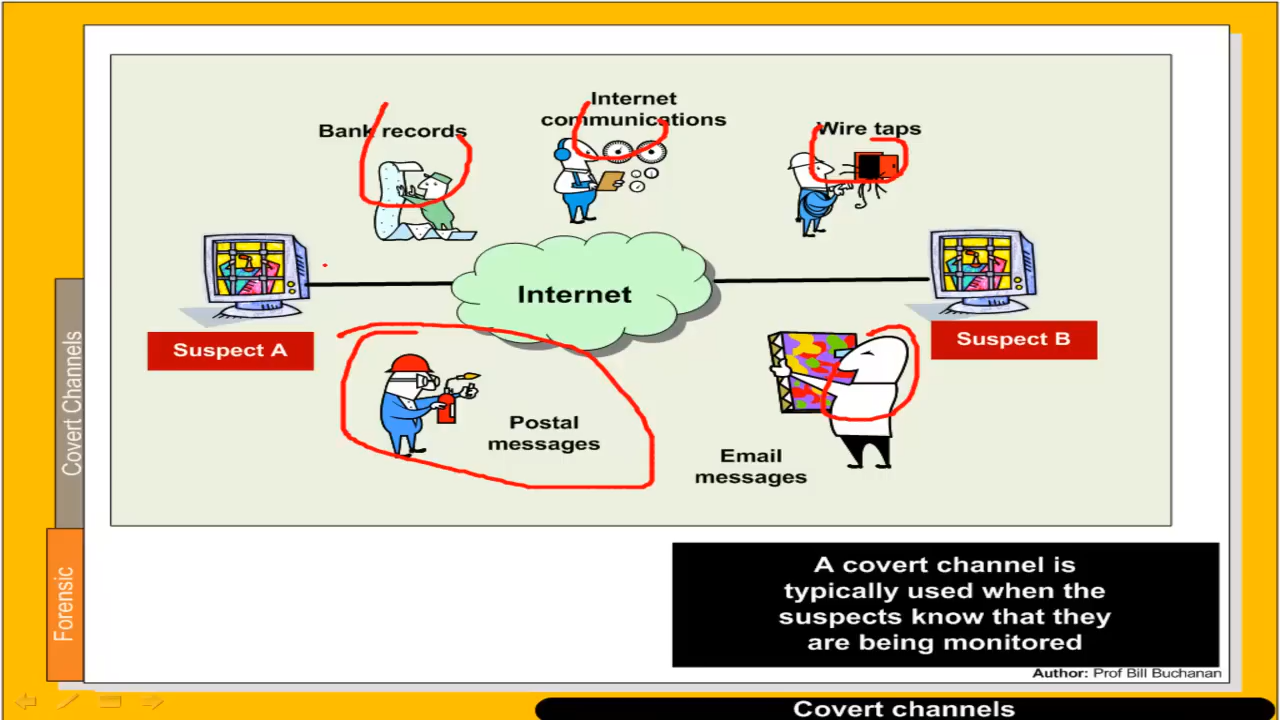 Internet
communications
Bank records
Wire taps
Internet
Suspect A
Suspect B
Postal
messages
Email
messages
Covert Channels
Forensic
A covert channel is
typically used when the
suspects know that they
are being monitored
Author: Prof Bill Buchanan
Covert channels